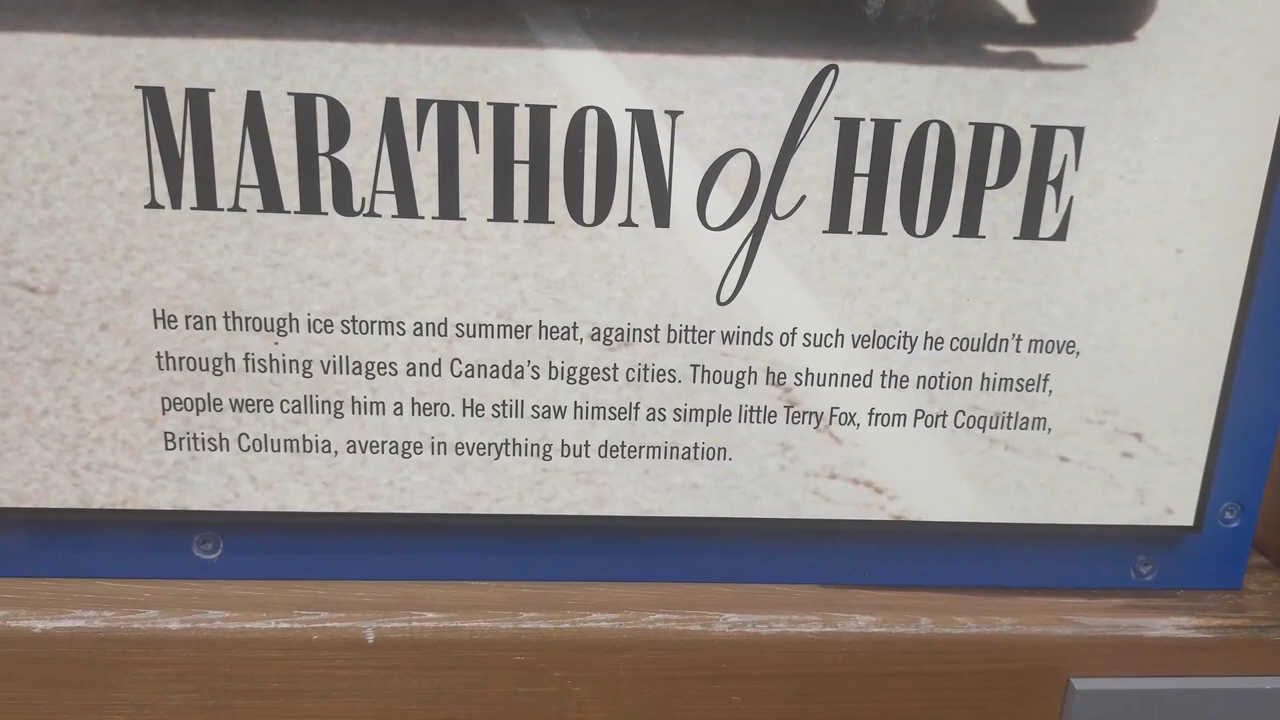 MARATHON of HOPE
He ran through ice storms and summer heat, against bitter winds of such velocity he couldn't move,
through fishing villages and Canada's biggest cities. Though he shunned the notion himself,
people were calling him a hero. He still saw himself as simple little Terry Fox, from Port Coquitlam,
British Columbia, average in everything but determination.